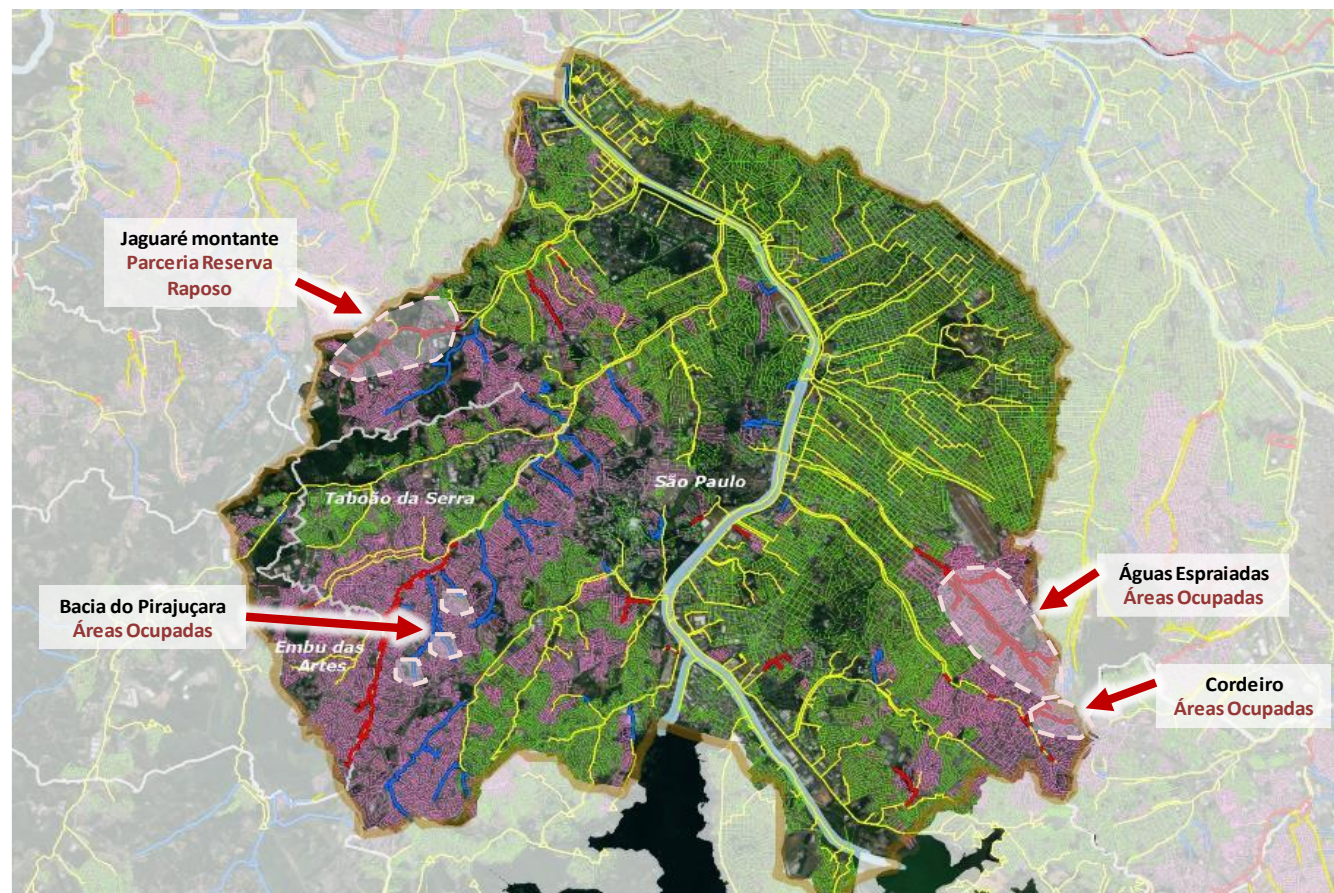 Jaguaré montante
Parceria Reserva
Raposo
São Paulo
Taboão da Serra
Águas Espraiadas
Áreas Ocupadas
Bacia do Pirajuçara
Áreas Ocupadas
Embu das
Artes
Cordeiro
Áreas Ocupadas